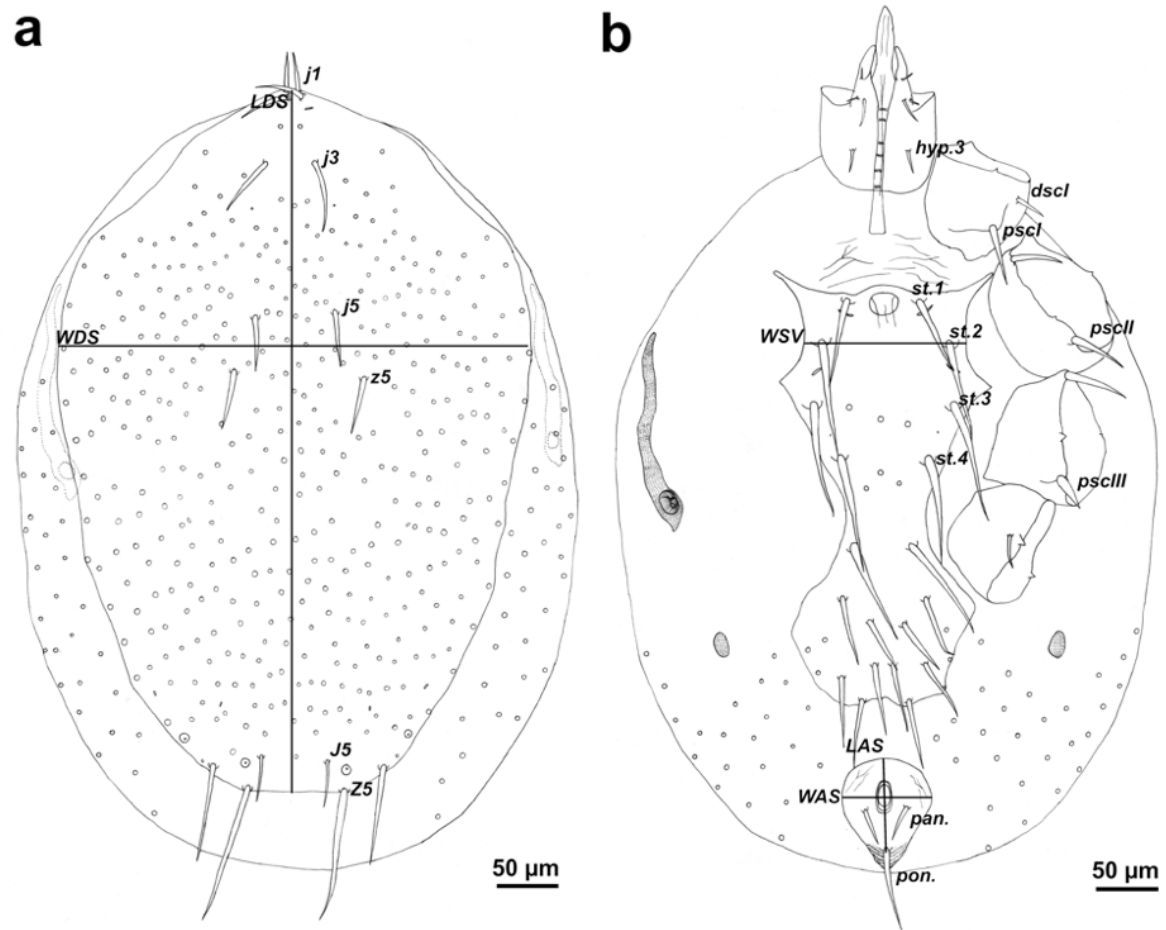 a
j1
LDS
j3
j5
WDS
z5
J5
Z5
50 µm
b
hyp.3
dscI
pscI
st.1
WSV
st.2
pscII
st.3
st.4
pscIII
LAS
WAS
pan.
pon.
50 µm